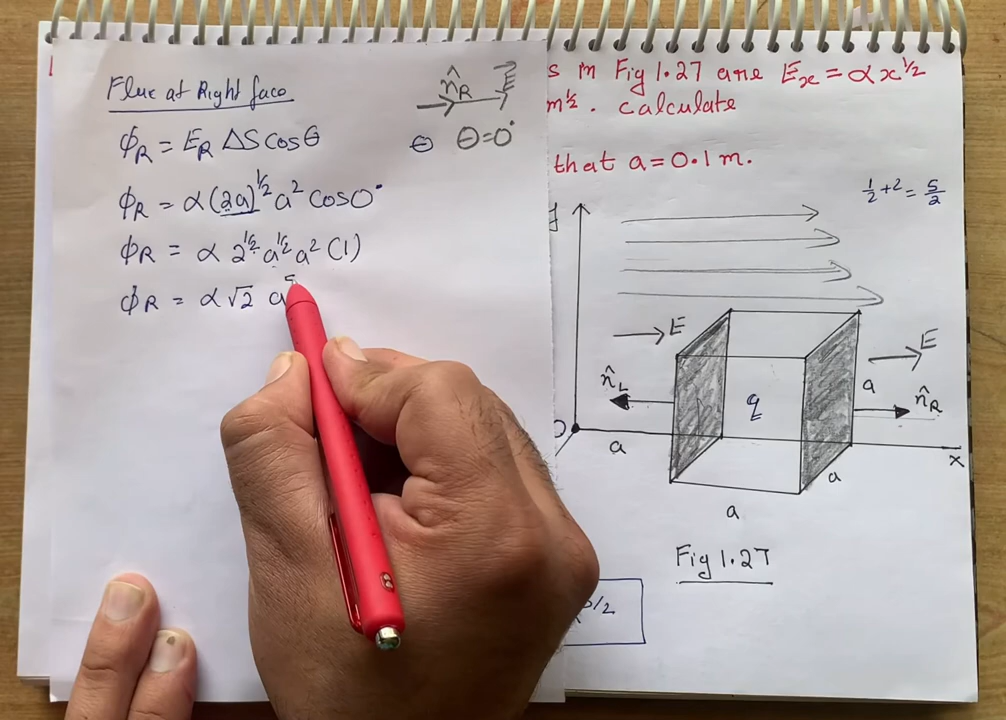 Flux at Right face
n̂R E⃗
⊖ θ=0°
ϕR = ER ΔS cosθ
ϕR = α(2a)^1/2 a² cos0°
ϕR = α 2^1/2 a^1/2 a² (1)
ϕR = α √2 a
s in Fig 1.27 are Ex = αx^1/2
m^1/2. calculate
that a = 0.1 m.
1/2 + 2 = 5/2
E
E
n̂L
q
a
n̂R
a
x
a
a
Fig 1.27